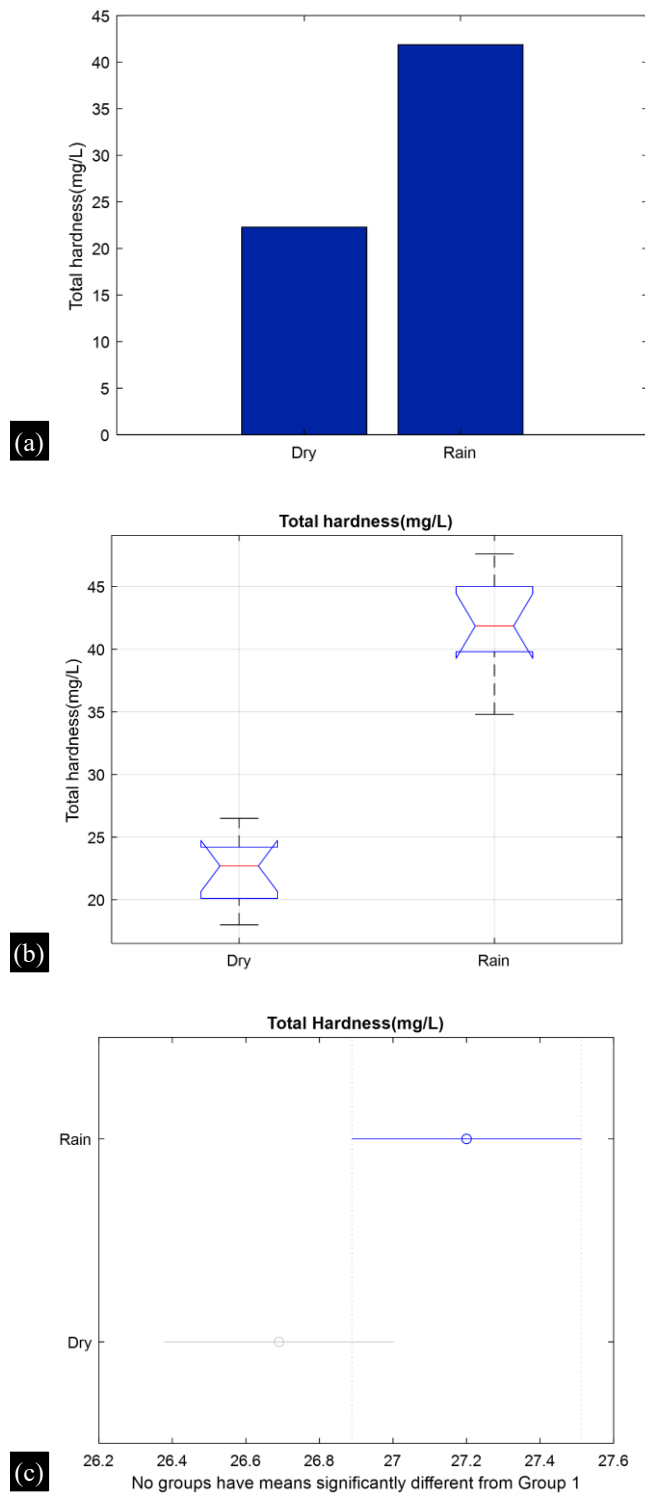 45
40
35
30
25
20
15
10
5
0
Total hardness(mg/L)
Dry Rain
(a)
Total hardness(mg/L)
45
40
35
30
25
20
Total hardness(mg/L)
Dry Rain
(b)
Total Hardness(mg/L)
Rain
Dry
26.2 26.4 26.6 26.8 27 27.2 27.4 27.6
No groups have means significantly different from Group 1
(c)